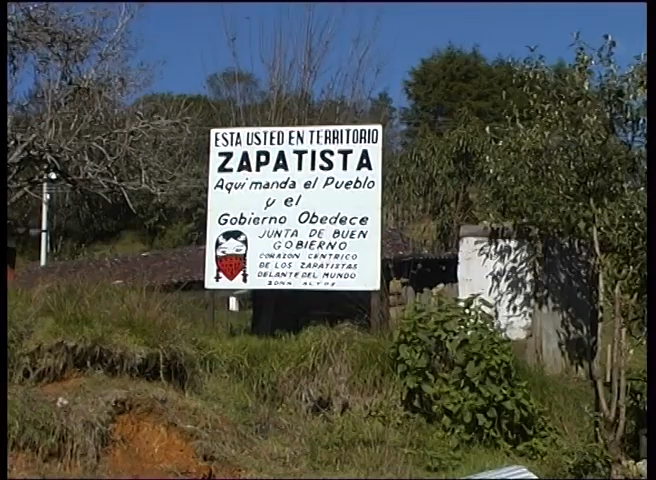 ESTA USTED EN TERRITORIO
ZAPATISTA
Aqui manda el Pueblo
y el
Gobierno Obedece
JUNTA DE BUEN
GOBIERNO
CORAZON CENTRICO
DE LOS ZAPATISTAS
DELANTE DEL MUNDO
ZONA ALTOS